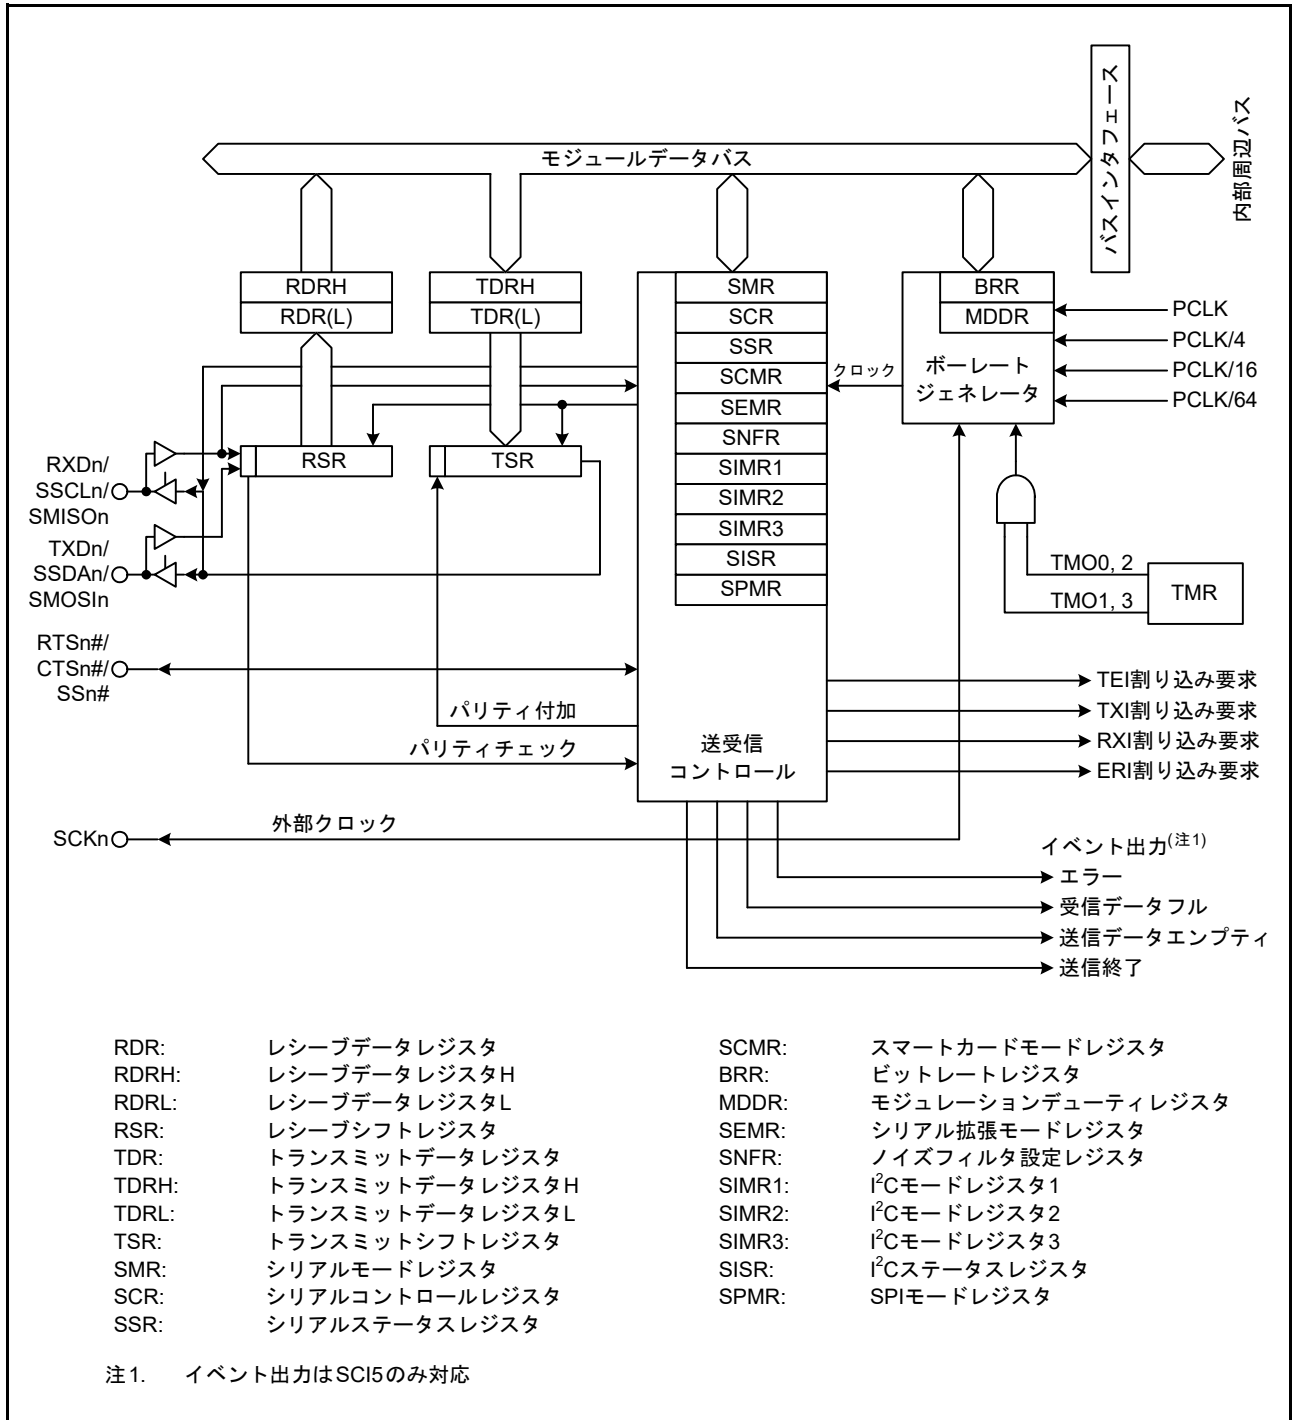 モジュールデータバス
バスインタフェース
内部周辺バス
RDRH
RDR(L)
TDRH
TDR(L)
SMR
SCR
SSR
SCMR
SEMR
SNFR
SIMR1
SIMR2
SIMR3
SISR
SPMR
BRR
MDDR
ボーレート
ジェネレータ
クロック
PCLK
PCLK/4
PCLK/16
PCLK/64
RSR
TSR
RXDn/
SSCLn/
SMISOn
TXDn/
SSDAn/
SMOSIn
RTSn#/
CTSn#/
SSn#
TMO0, 2
TMO1, 3
TMR
パリティ付加
パリティチェック
送受信
コントロール
TEI割り込み要求
TXI割り込み要求
RXI割り込み要求
ERI割り込み要求
SCKn
外部クロック
イベント出力(注1)
エラー
受信データフル
送信データエンプティ
送信終了
RDR: レシーブデータレジスタ
RDRH: レシーブデータレジスタH
RDRL: レシーブデータレジスタL
RSR: レシーブシフトレジスタ
TDR: トランスミットデータレジスタ
TDRH: トランスミットデータレジスタH
TDRL: トランスミットデータレジスタL
TSR: トランスミットシフトレジスタ
SMR: シリアルモードレジスタ
SCR: シリアルコントロールレジスタ
SSR: シリアルステータスレジスタ
SCMR: スマートカードモードレジスタ
BRR: ビットレートレジスタ
MDDR: モジュレーションデューティレジスタ
SEMR: シリアル拡張モードレジスタ
SNFR: ノイズフィルタ設定レジスタ
SIMR1: I²Cモードレジスタ1
SIMR2: I²Cモードレジスタ2
SIMR3: I²Cモードレジスタ3
SISR: I²Cステータスレジスタ
SPMR: SPIモードレジスタ
注1. イベント出力はSCI5のみ対応